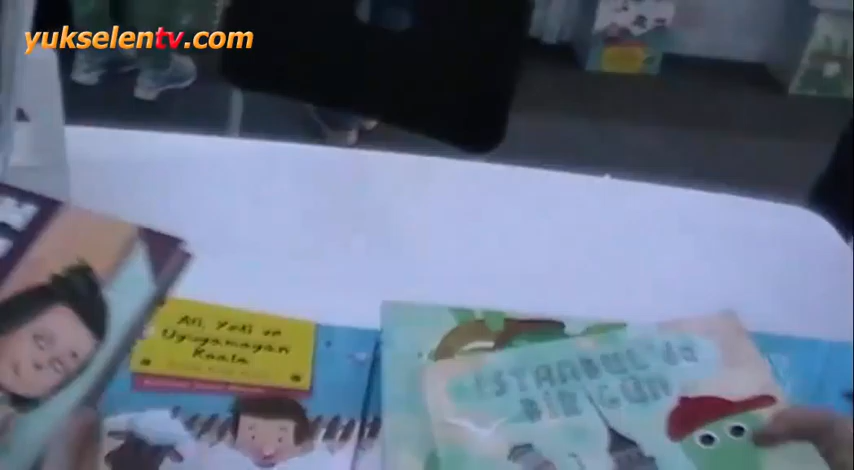 yukselentv.com
Ali, Yeti ve
Uyuyamayan
Koala
İSTANBUL'da
BİR GÜN